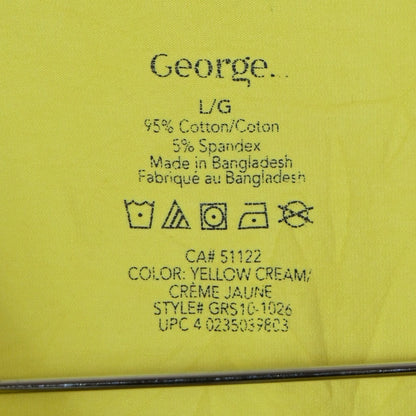 George.
L/G
95% Cotton/Coton
5% Spandex
Made in Bangladesh
Fabriqué au Bangladesh
CA# 51122
COLOR: YELLOW CREAM/
CRÈME JAUNE
STYLE# GRS10-1026
UPC 4 0235039803